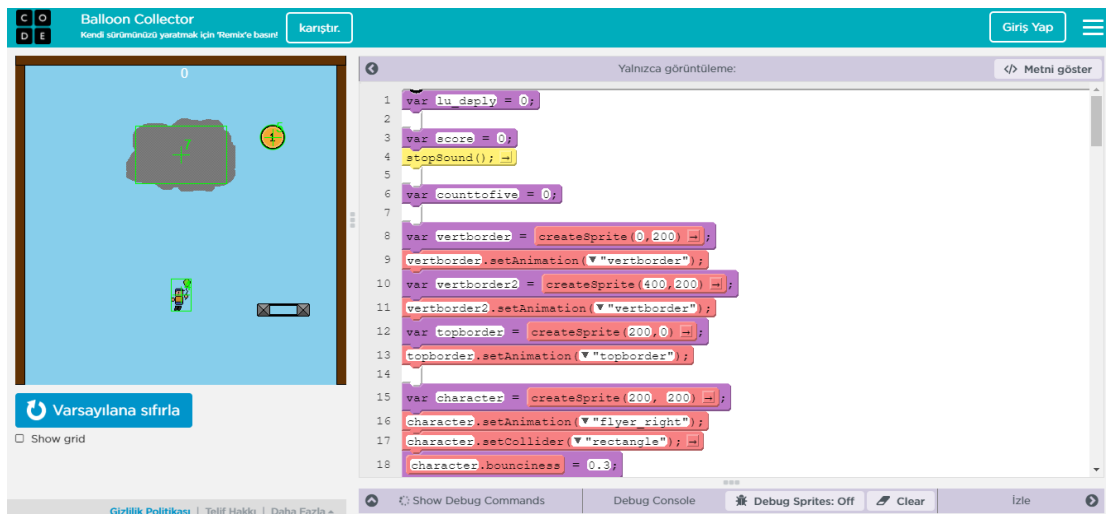 C O
D E
Balloon Collector
Kendi sürümünüzü yaratmak için 'Remix'e basın!
karıştır.
Giriş Yap
0
7
1
5
Varsayılana sıfırla
Show grid
Gizlilik Politikası | Telif Hakkı | Daha Fazla
Yalnızca görüntüleme:
</> Metni göster
1 var lu_dsply = 0;
2
3 var score = 0;
4 stopSound();
5
6 var counttofive = 0;
7
8 var vertborder = createSprite(0,200);
9 vertborder.setAnimation(▼"vertborder");
10 var vertborder2 = createSprite(400,200);
11 vertborder2.setAnimation(▼"vertborder");
12 var topborder = createSprite(200,0);
13 topborder.setAnimation(▼"topborder");
14
15 var character = createSprite(200, 200);
16 character.setAnimation(▼"flyer_right");
17 character.setCollider(▼"rectangle");
18 character.bounciness = 0.3;
Show Debug Commands
Debug Console
Debug Sprites: Off
Clear
İzle